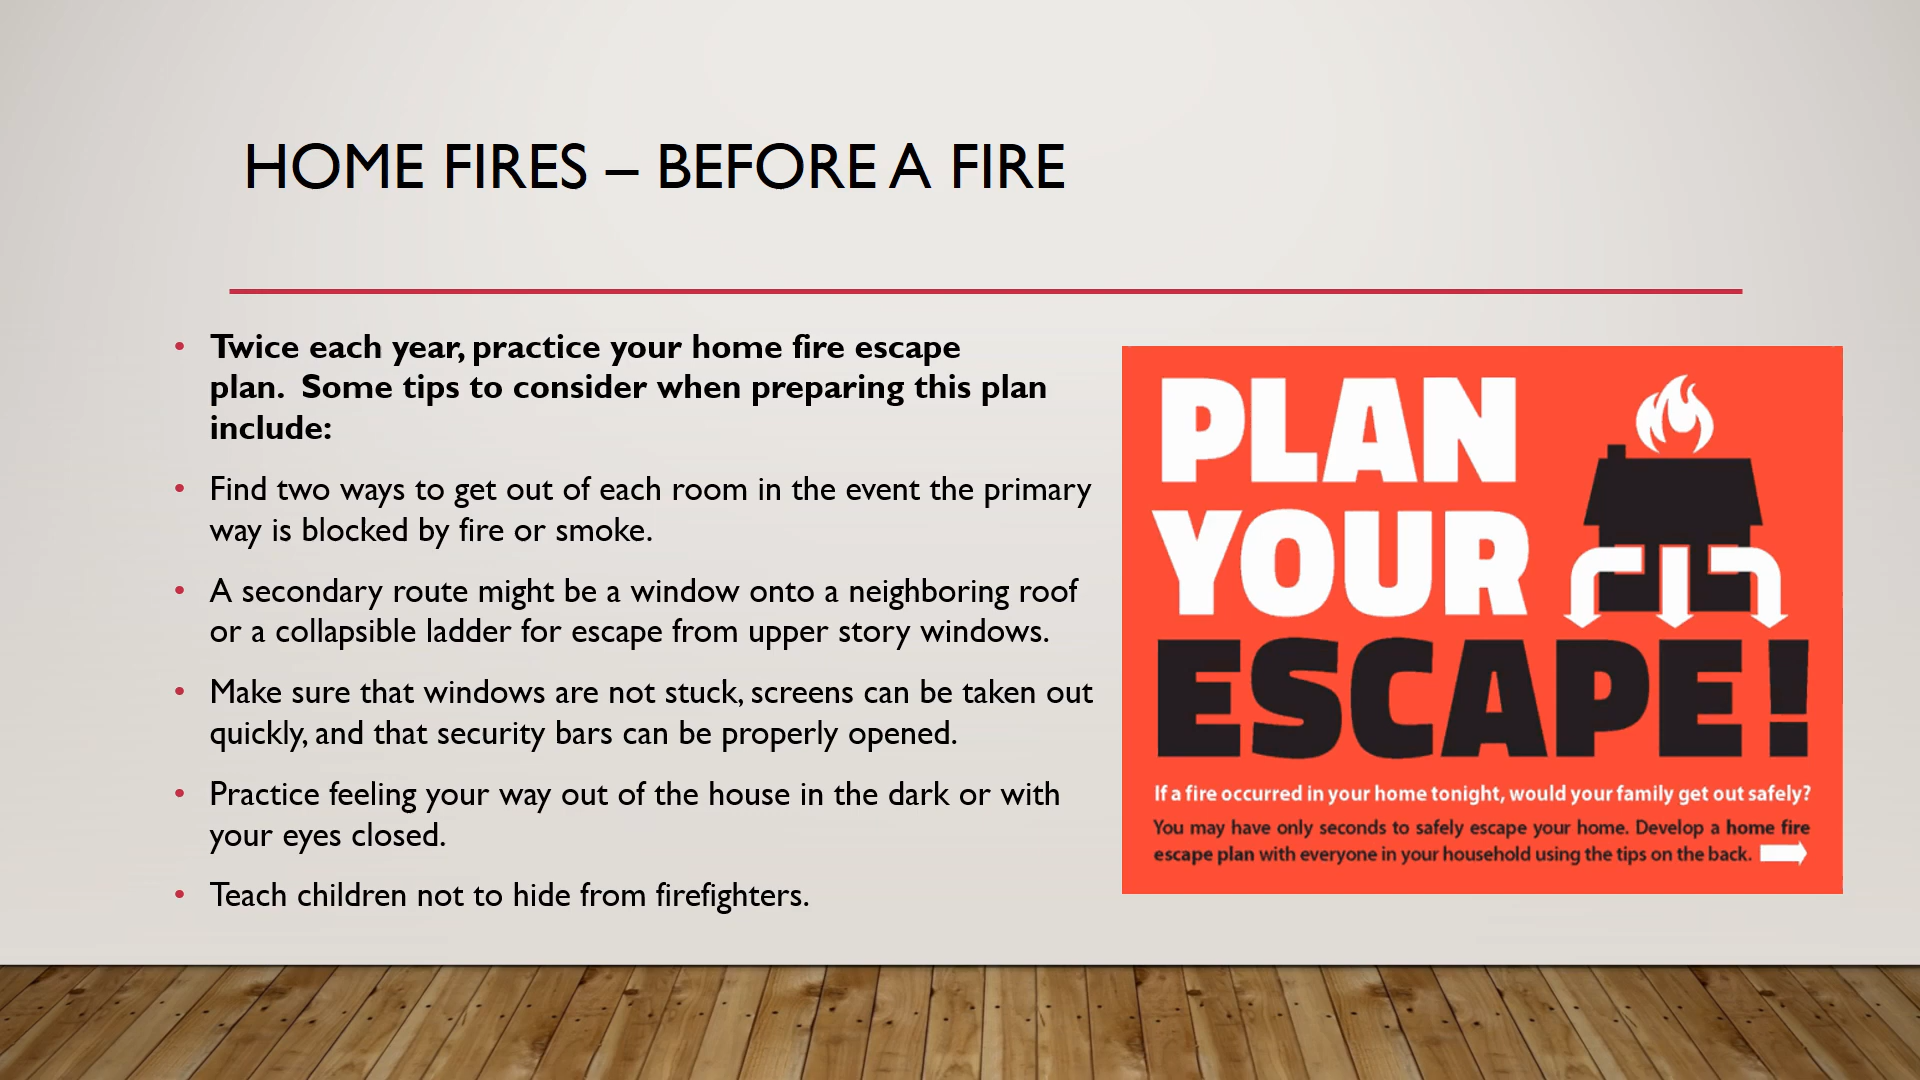 HOME FIRES – BEFORE A FIRE
• Twice each year, practice your home fire escape
plan.  Some tips to consider when preparing this plan
include:
• Find two ways to get out of each room in the event the primary
way is blocked by fire or smoke.
• A secondary route might be a window onto a neighboring roof
or a collapsible ladder for escape from upper story windows.
• Make sure that windows are not stuck, screens can be taken out
quickly, and that security bars can be properly opened.
• Practice feeling your way out of the house in the dark or with
your eyes closed.
• Teach children not to hide from firefighters.
PLAN
YOUR
ESCAPE!
If a fire occurred in your home tonight, would your family get out safely?
You may have only seconds to safely escape your home. Develop a home fire
escape plan with everyone in your household using the tips on the back.